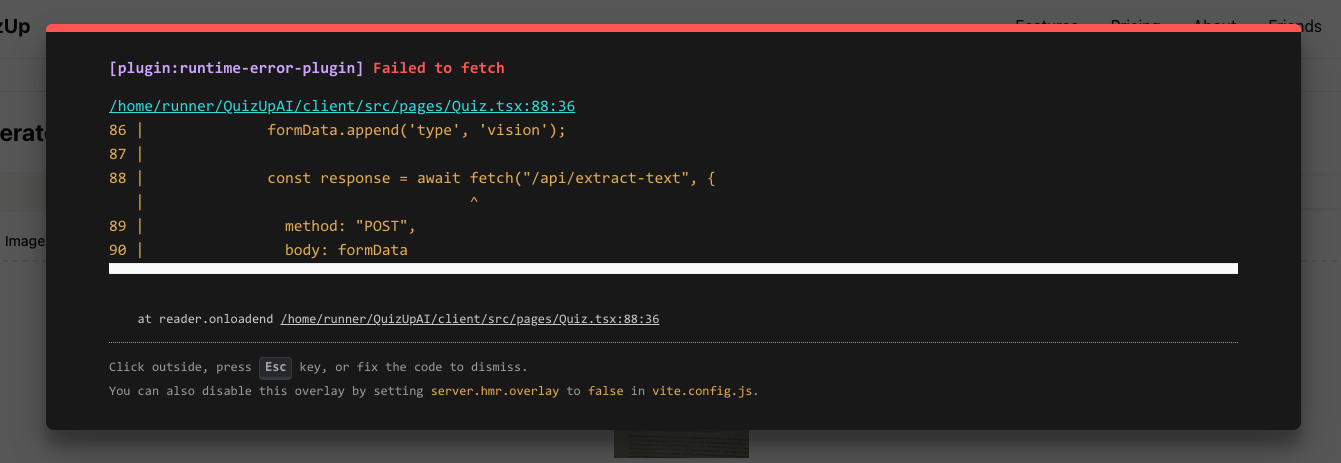 zUp
Features Pricing About Friends
[plugin:runtime-error-plugin] Failed to fetch
/home/runner/QuizUpAI/client/src/pages/Quiz.tsx:88:36
86 | formData.append('type', 'vision');
87 |
88 | const response = await fetch("/api/extract-text", {
| ^
89 | method: "POST",
90 | body: formData
erate
Image
at reader.onloadend /home/runner/QuizUpAI/client/src/pages/Quiz.tsx:88:36
Click outside, press Esc key, or fix the code to dismiss.
You can also disable this overlay by setting server.hmr.overlay to false in vite.config.js.